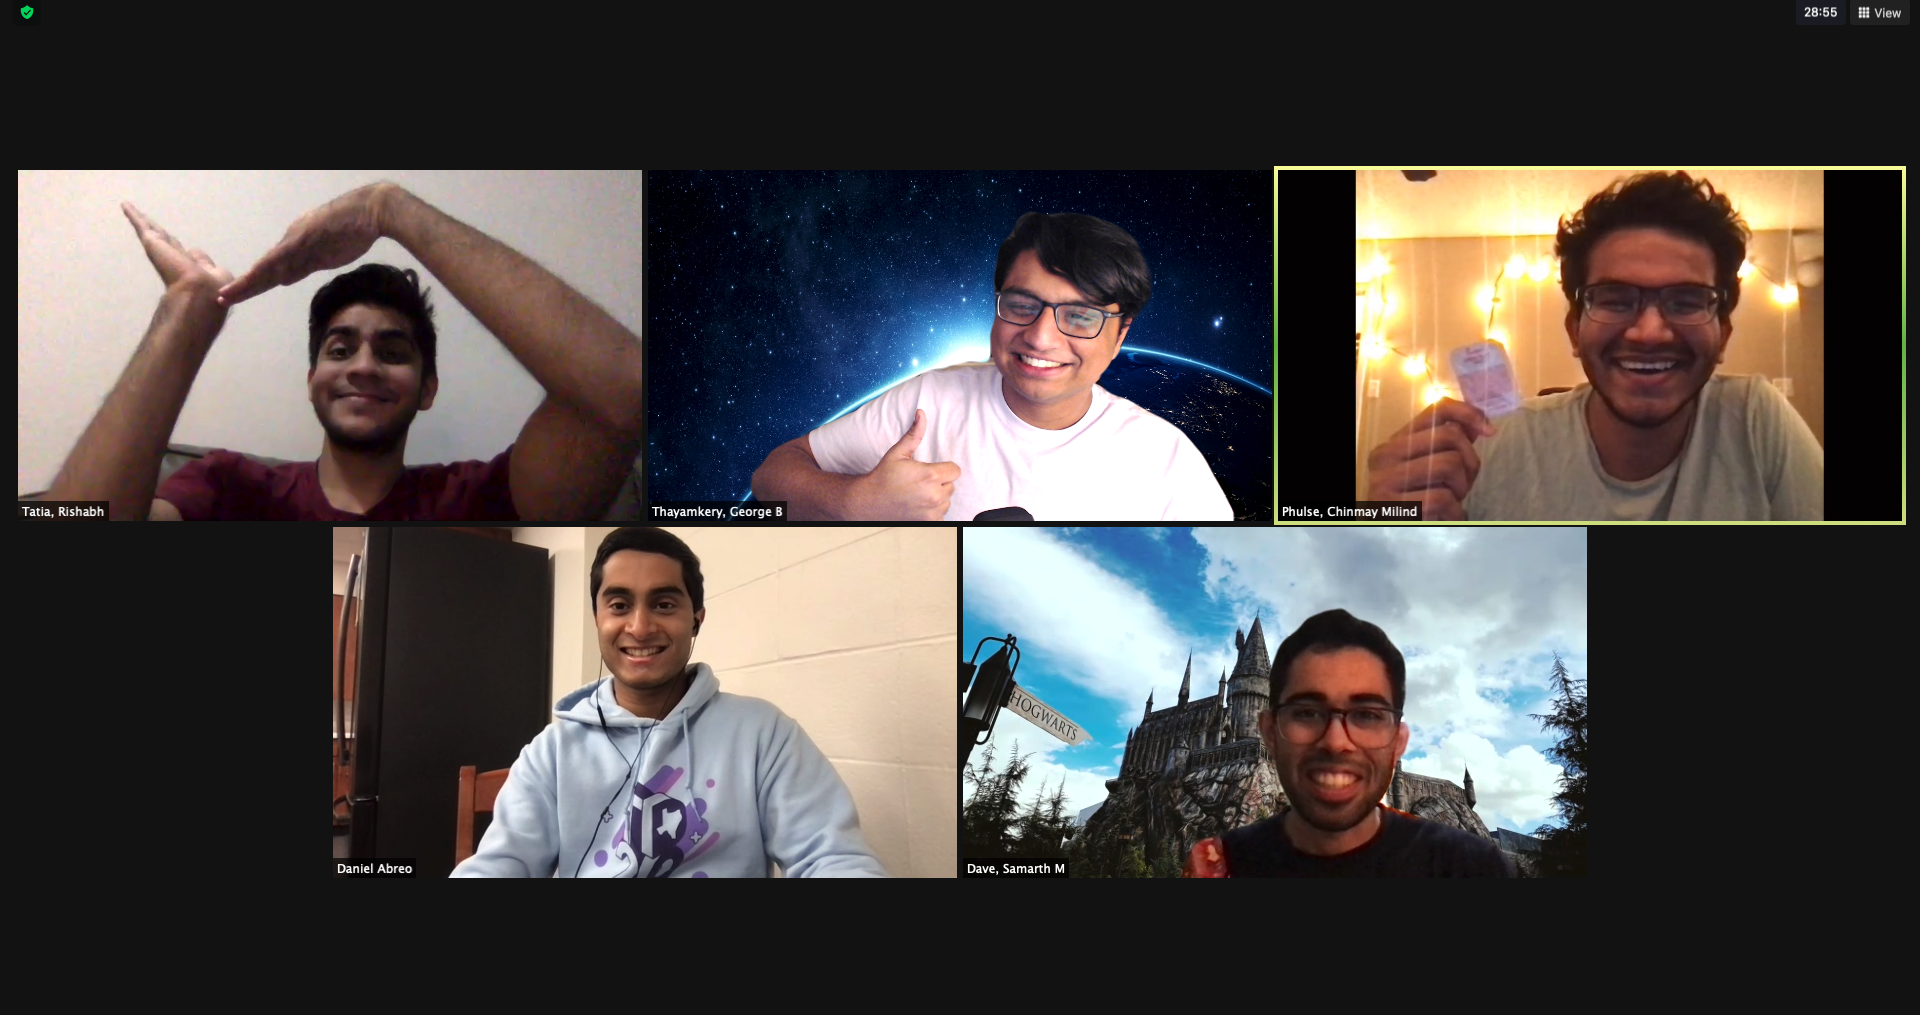 28:55
View
Tatia, Rishabh
Thayamkery, George B
Phulse, Chinmay Milind
HOGWARTS
Daniel Abreo
Dave, Samarth M